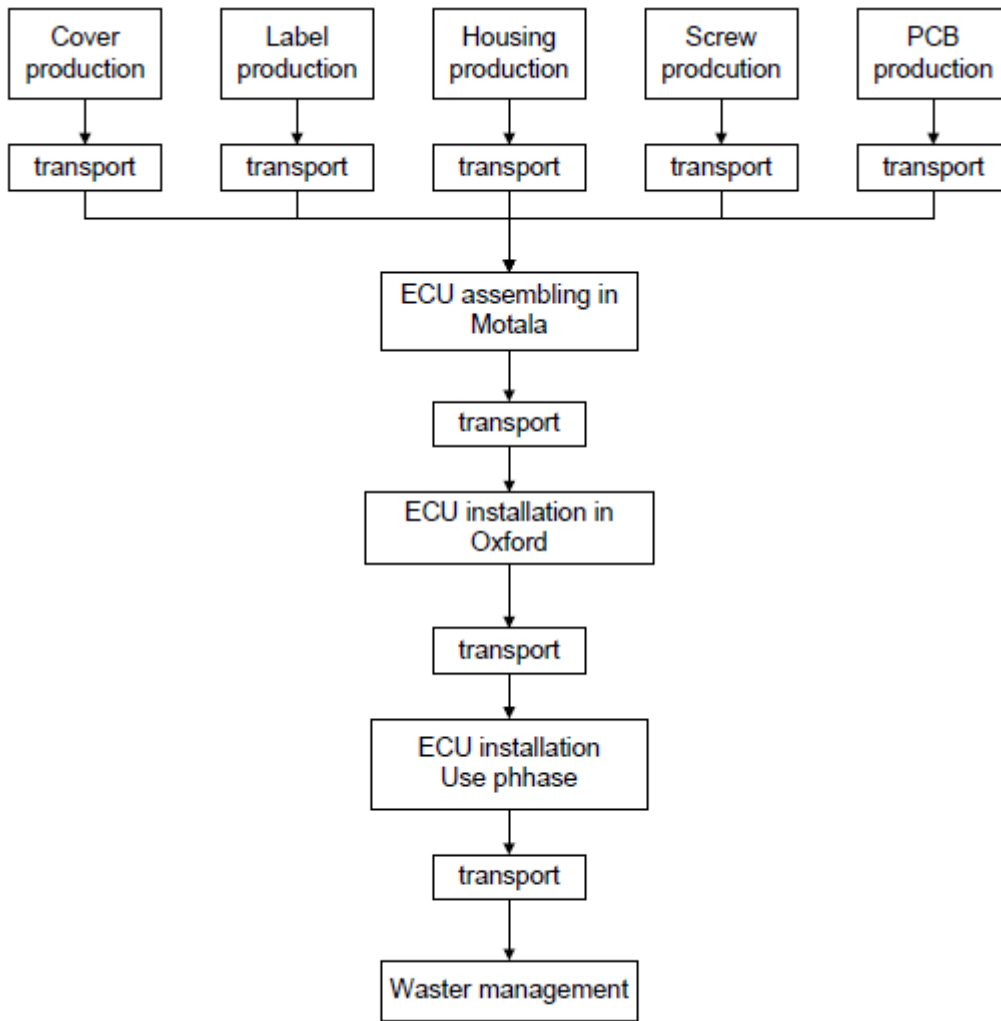 Cover
production
Label
production
Housing
production
Screw
prodcution
PCB
production
transport
transport
transport
transport
transport
ECU assembling in
Motala
transport
ECU installation in
Oxford
transport
ECU installation
Use phhase
transport
Waster management